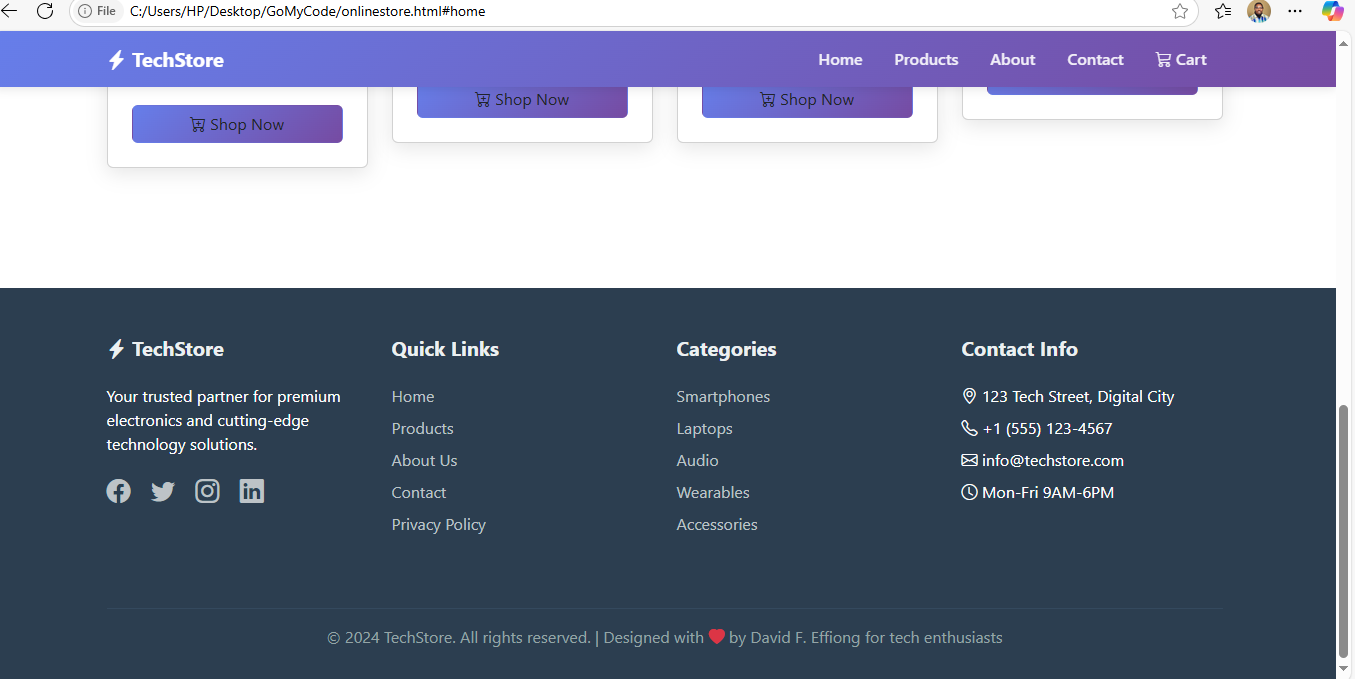 File
C:/Users/HP/Desktop/GoMyCode/onlinestore.html#home
TechStore
Home
Products
About
Contact
Cart
Shop Now
Shop Now
Shop Now
TechStore
Your trusted partner for premium
electronics and cutting-edge
technology solutions.
Quick Links
Home
Products
About Us
Contact
Privacy Policy
Categories
Smartphones
Laptops
Audio
Wearables
Accessories
Contact Info
123 Tech Street, Digital City
+1 (555) 123-4567
info@techstore.com
Mon-Fri 9AM-6PM
© 2024 TechStore. All rights reserved. | Designed with ❤ by David F. Effiong for tech enthusiasts